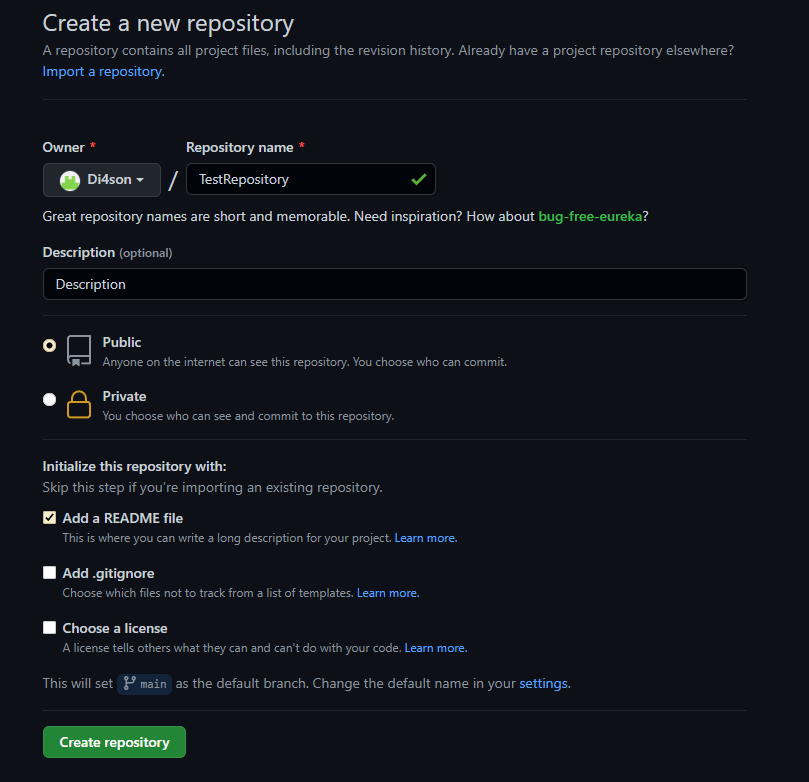 Create a new repository
A repository contains all project files, including the revision history. Already have a project repository elsewhere?
Import a repository.
Owner * Repository name *
Di4son / TestRepository
Great repository names are short and memorable. Need inspiration? How about bug-free-eureka?
Description (optional)
Description
Public
Anyone on the internet can see this repository. You choose who can commit.
Private
You choose who can see and commit to this repository.
Initialize this repository with:
Skip this step if you’re importing an existing repository.
Add a README file
This is where you can write a long description for your project. Learn more.
Add .gitignore
Choose which files not to track from a list of templates. Learn more.
Choose a license
A license tells others what they can and can't do with your code. Learn more.
This will set main as the default branch. Change the default name in your settings.
Create repository